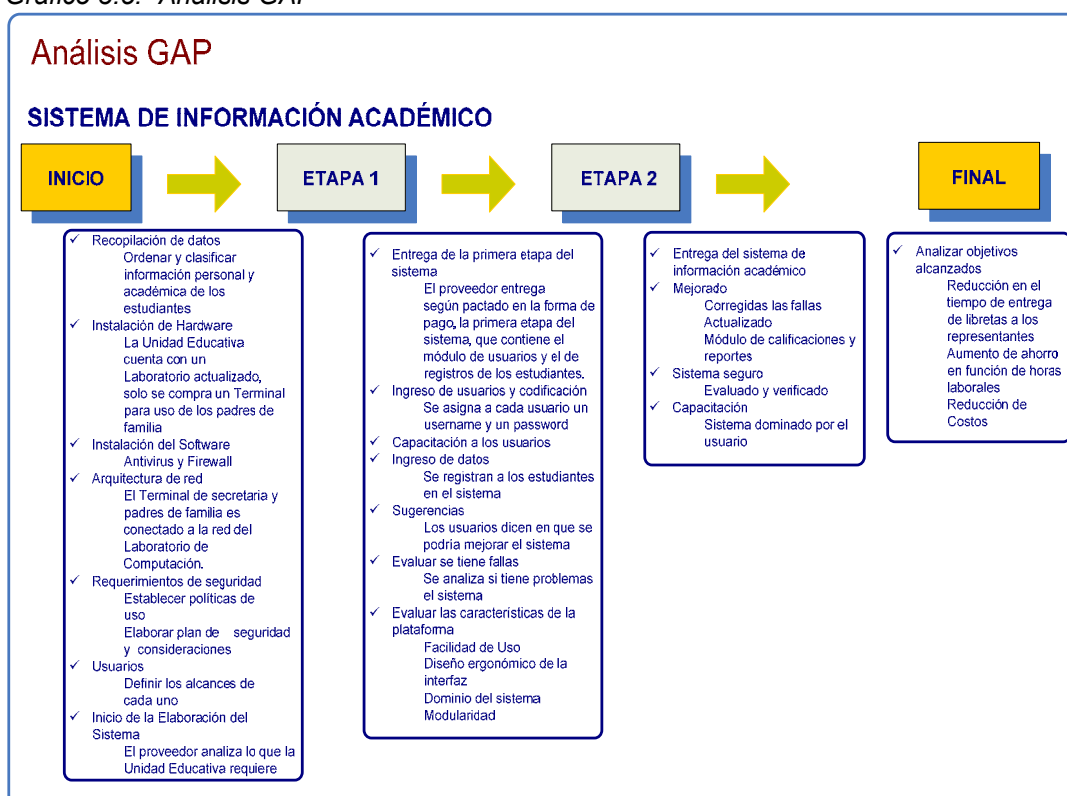 Gráfico 3.3. Análisis GAP
Análisis GAP
SISTEMA DE INFORMACIÓN ACADÉMICO
INICIO
ETAPA 1
ETAPA 2
FINAL
✓ Recopilación de datos
Ordenar y clasificar
información personal y
académica de los
estudiantes
✓ Instalación de Hardware
La Unidad Educativa
cuenta con un
Laboratorio actualizado,
solo se compra un Terminal
para uso de los padres de
familia
✓ Instalación del Software
Antivirus y Firewall
✓ Arquitectura de red
El Terminal de secretaria y
padres de familia es
conectado a la red del
Laboratorio de
Computación.
✓ Requerimientos de seguridad
Establecer políticas de
uso
Elaborar plan de seguridad
y consideraciones
✓ Usuarios
Definir los alcances de
cada uno
✓ Inicio de la Elaboración del
Sistema
El proveedor analiza lo que la
Unidad Educativa requiere
✓ Entrega de la primera etapa del
sistema
El proveedor entrega
según pactado en la forma de
pago, la primera etapa del
sistema, que contiene el
módulo de usuarios y el de
registros de los estudiantes.
✓ Ingreso de usuarios y codificación
Se asigna a cada usuario un
username y un password
✓ Capacitación a los usuarios
✓ Ingreso de datos
Se registran a los estudiantes
en el sistema
✓ Sugerencias
Los usuarios dicen en que se
podría mejorar el sistema
✓ Evaluar se tiene fallas
Se analiza si tiene problemas
el sistema
✓ Evaluar las características de la
plataforma
Facilidad de Uso
Diseño ergonómico de la
interfaz
Dominio del sistema
Modularidad
✓ Entrega del sistema de
información académico
✓ Mejorado
Corregidas las fallas
Actualizado
Módulo de calificaciones y
reportes
✓ Sistema seguro
Evaluado y verificado
✓ Capacitación
Sistema dominado por el
usuario
✓ Analizar objetivos
alcanzados
Reducción en el
tiempo de entrega
de libretas a los
representantes
Aumento de ahorro
en función de horas
laborales
Reducción de
Costos